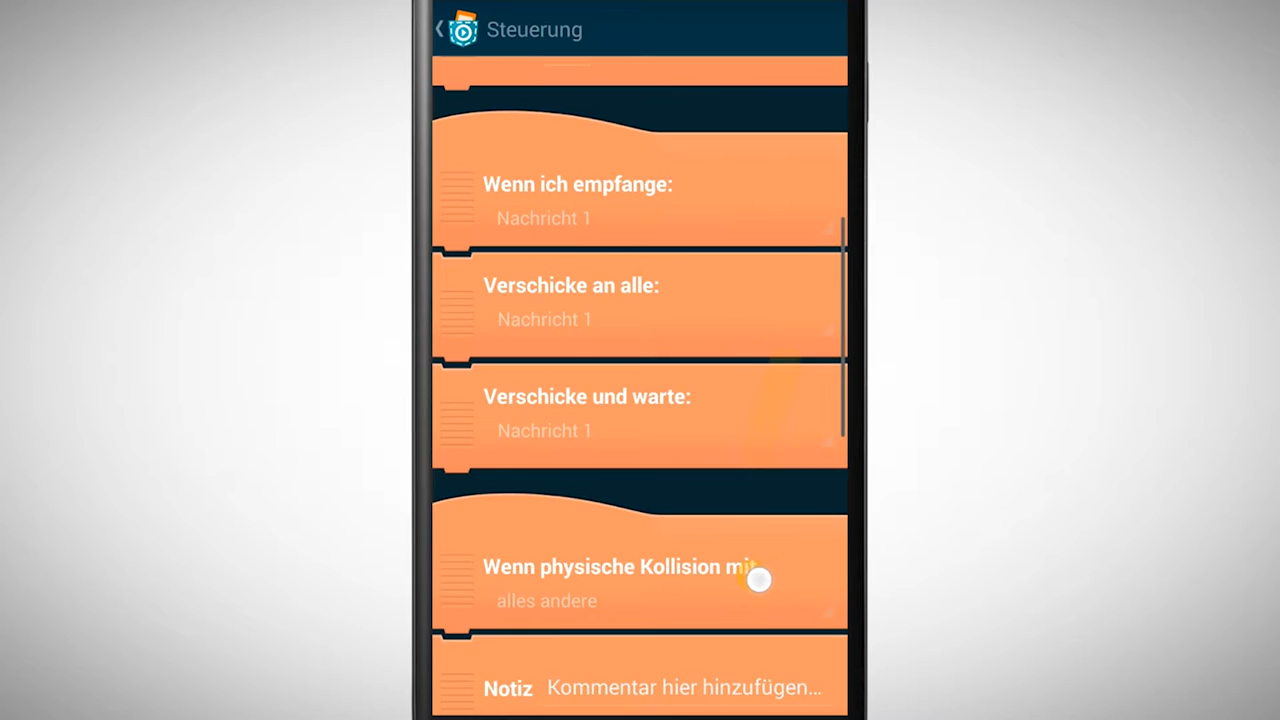 Steuerung
Wenn ich empfange:
Nachricht 1
Verschicke an alle:
Nachricht 1
Verschicke und warte:
Nachricht 1
Wenn physische Kollision mit
alles andere
Notiz Kommentar hier hinzufügen...